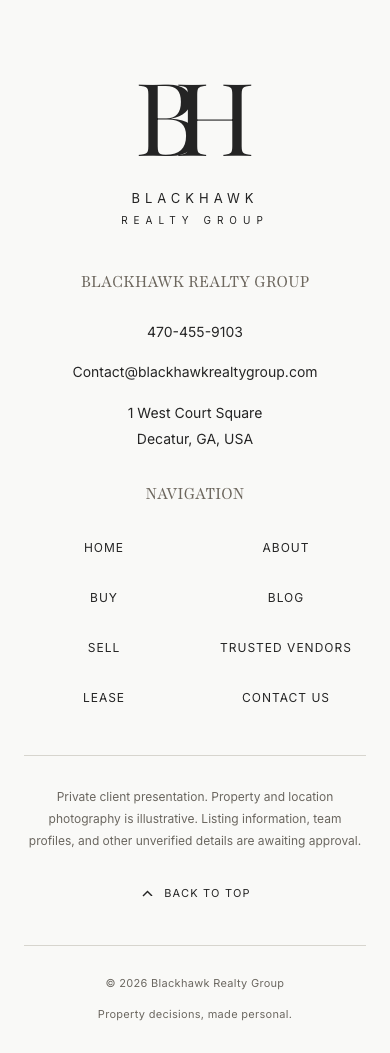 BH
BLACKHAWK
REALTY GROUP
BLACKHAWK REALTY GROUP
470-455-9103
Contact@blackhawkrealtygroup.com
1 West Court Square
Decatur, GA, USA
NAVIGATION
HOME
ABOUT
BUY
BLOG
SELL
TRUSTED VENDORS
LEASE
CONTACT US
Private client presentation. Property and location
photography is illustrative. Listing information, team
profiles, and other unverified details are awaiting approval.
BACK TO TOP
© 2026 Blackhawk Realty Group
Property decisions, made personal.